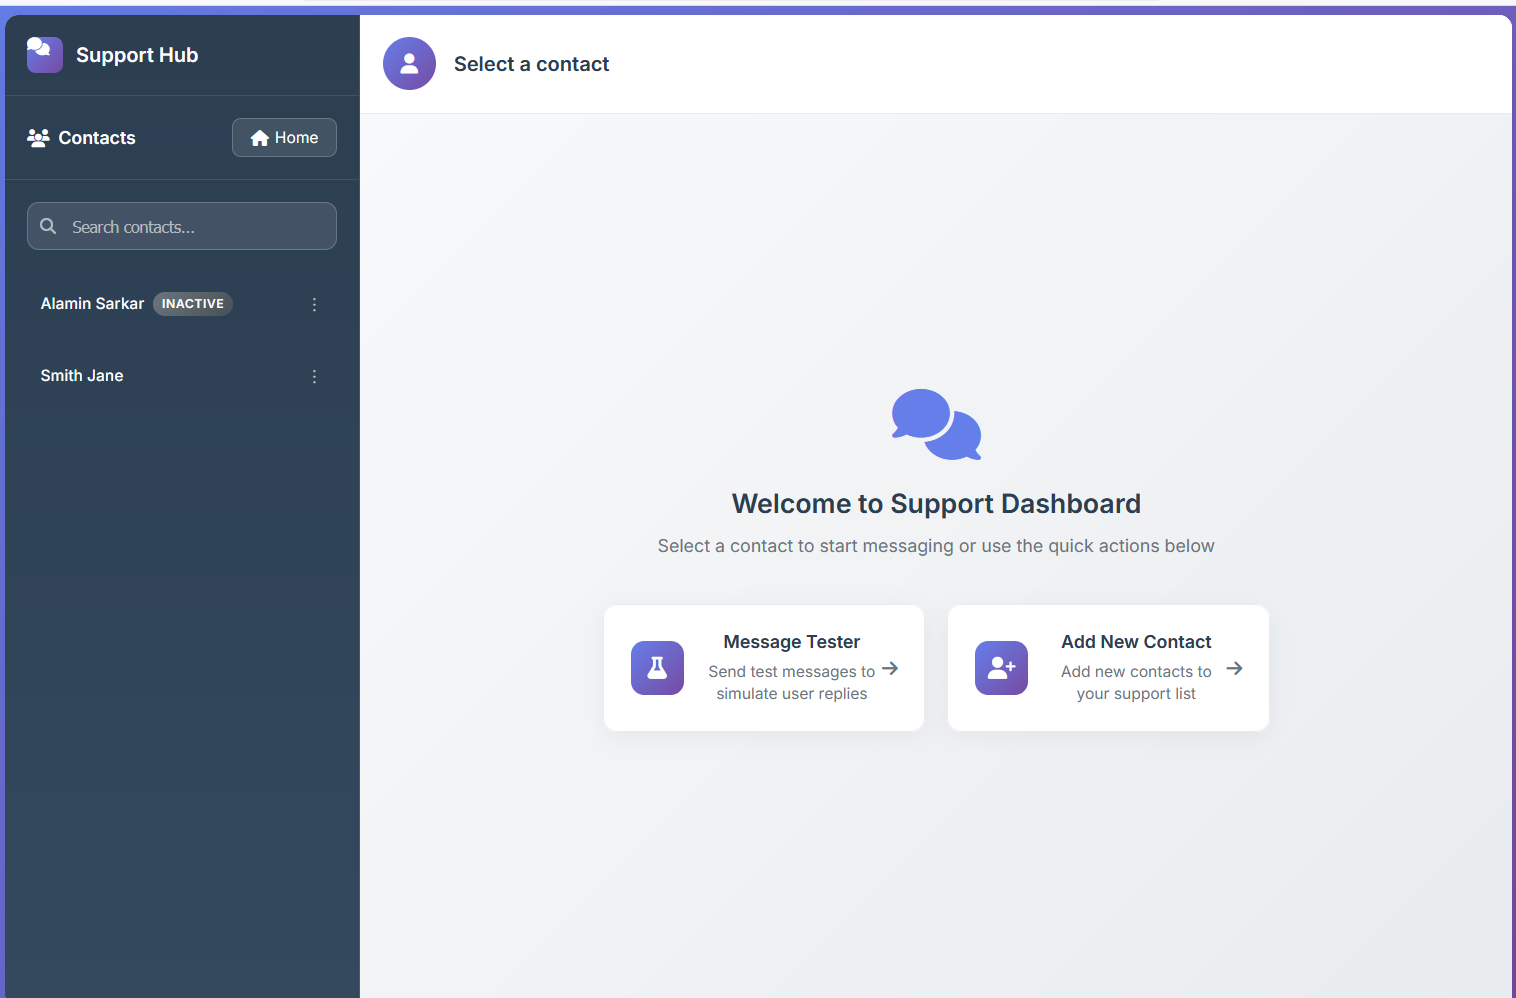 Support Hub
Select a contact
Contacts
Home
Search contacts...
Alamin Sarkar INACTIVE
Smith Jane
Welcome to Support Dashboard
Select a contact to start messaging or use the quick actions below
Message Tester
Send test messages to
simulate user replies
Add New Contact
Add new contacts to
your support list